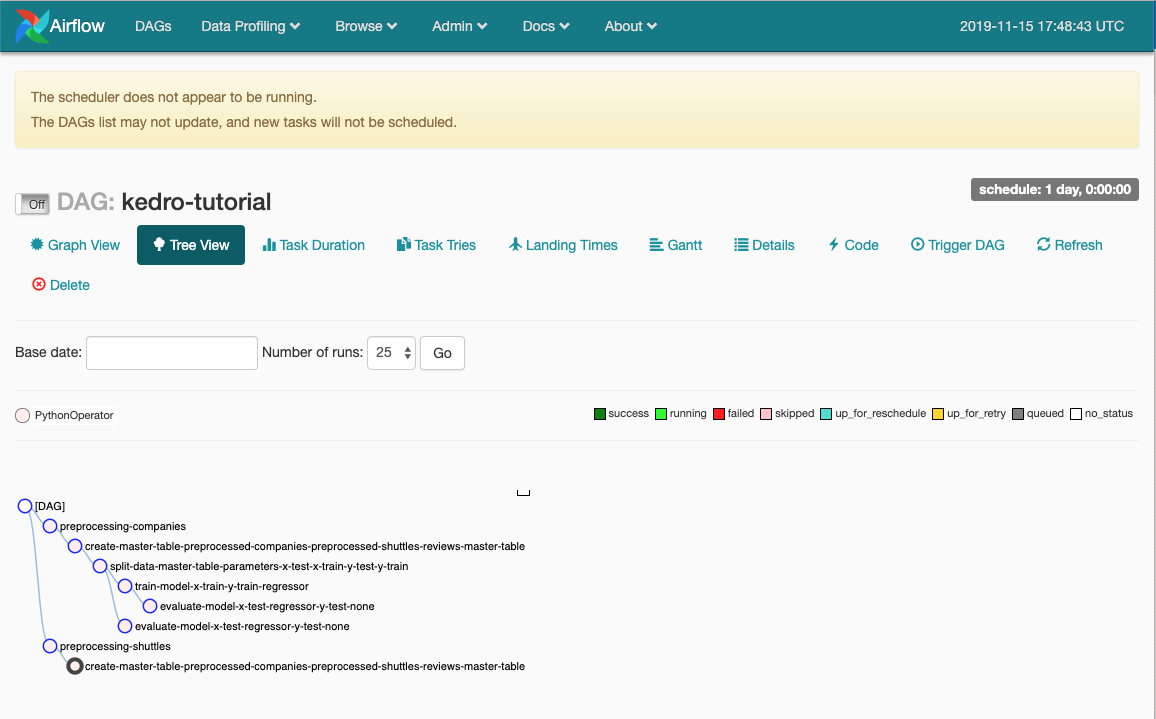 Airflow DAGs Data Profiling Browse Admin Docs About 2019-11-15 17:48:43 UTC
The scheduler does not appear to be running.
The DAGs list may not update, and new tasks will not be scheduled.
Off DAG: kedro-tutorial schedule: 1 day, 0:00:00
Graph View Tree View Task Duration Task Tries Landing Times Gantt Details Code Trigger DAG Refresh
Delete
Base date: Number of runs: 25 Go
PythonOperator success running failed skipped up_for_reschedule up_for_retry queued no_status
[DAG]
preprocessing-companies
create-master-table-preprocessed-companies-preprocessed-shuttles-reviews-master-table
split-data-master-table-parameters-x-test-x-train-y-test-y-train
train-model-x-train-y-train-regressor
evaluate-model-x-test-regressor-y-test-none
evaluate-model-x-test-regressor-y-test-none
preprocessing-shuttles
create-master-table-preprocessed-companies-preprocessed-shuttles-reviews-master-table